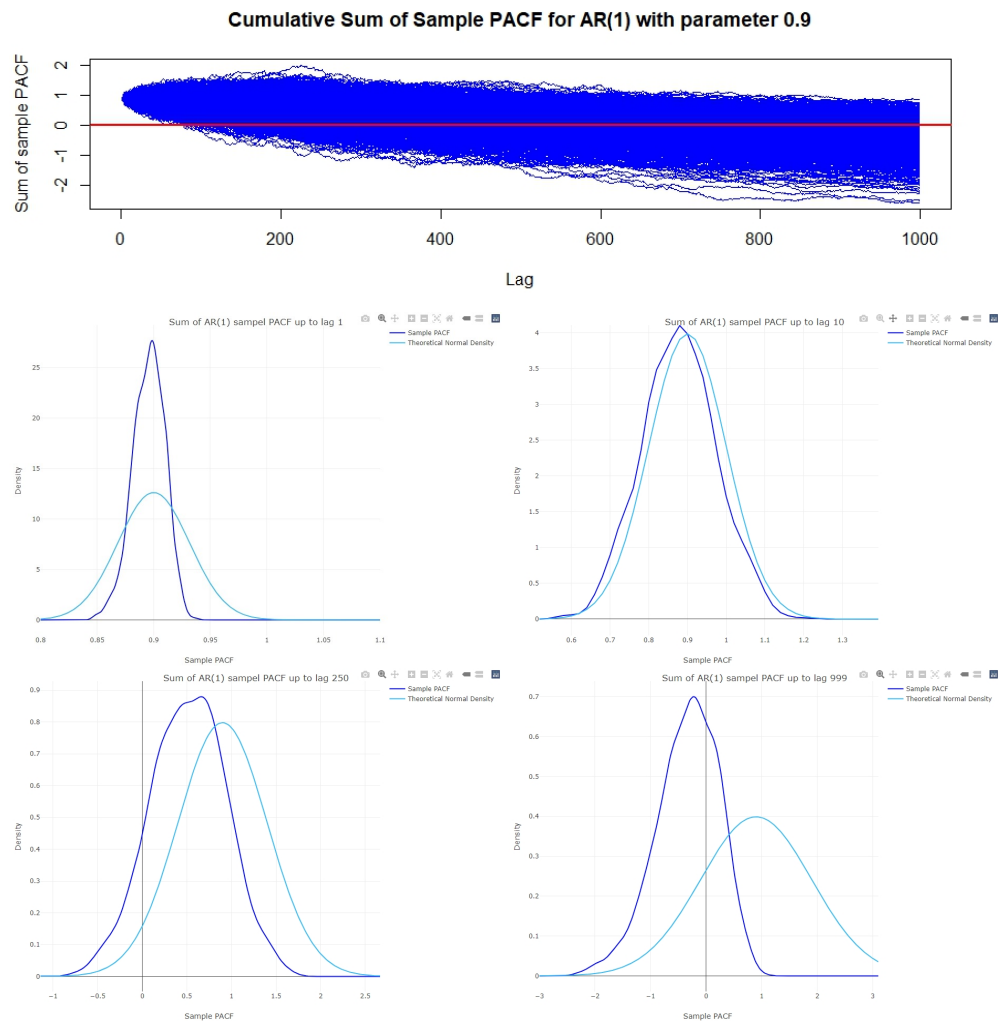 Cumulative Sum of Sample PACF for AR(1) with parameter 0.9
Sum of sample PACF
2
1
0
-1
-2
0 200 400 600 800 1000
Lag
Sum of AR(1) sampel PACF up to lag 1
Sample PACF
Theoretical Normal Density
Density
25
20
15
10
5
0
0.8 0.85 0.9 0.95 1 1.05 1.1
Sample PACF
Sum of AR(1) sampel PACF up to lag 10
Sample PACF
Theoretical Normal Density
Density
4
3.5
3
2.5
2
1.5
1
0.5
0
0.6 0.7 0.8 0.9 1 1.1 1.2 1.3
Sample PACF
Sum of AR(1) sampel PACF up to lag 250
Sample PACF
Theoretical Normal Density
Density
0.9
0.8
0.7
0.6
0.5
0.4
0.3
0.2
0.1
0
−1 −0.5 0 0.5 1 1.5 2 2.5
Sample PACF
Sum of AR(1) sampel PACF up to lag 999
Sample PACF
Theoretical Normal Density
Density
0.7
0.6
0.5
0.4
0.3
0.2
0.1
0
−3 −2 −1 0 1 2 3
Sample PACF